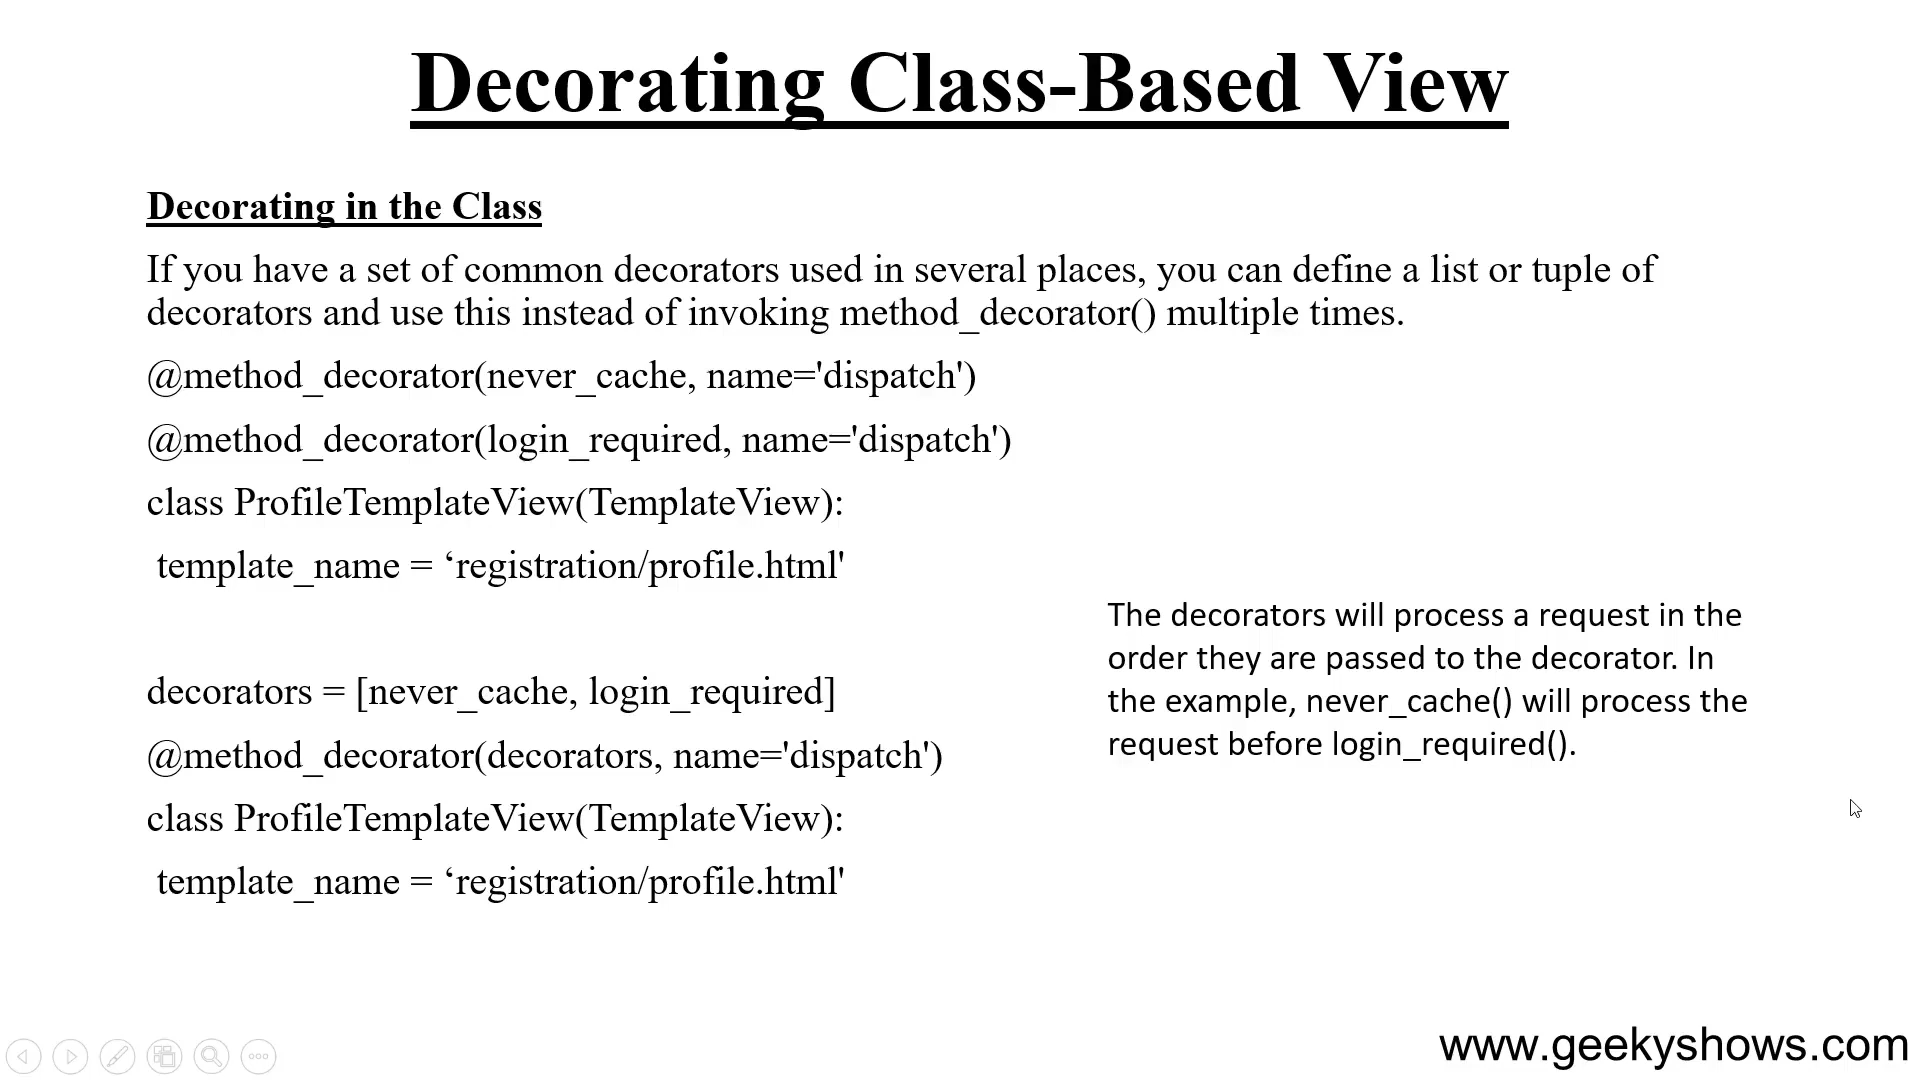 Decorating Class-Based View
Decorating in the Class
If you have a set of common decorators used in several places, you can define a list or tuple of
decorators and use this instead of invoking method_decorator() multiple times.
@method_decorator(never_cache, name='dispatch')
@method_decorator(login_required, name='dispatch')
class ProfileTemplateView(TemplateView):
template_name = ‘registration/profile.html'
decorators = [never_cache, login_required]
@method_decorator(decorators, name='dispatch')
class ProfileTemplateView(TemplateView):
template_name = ‘registration/profile.html'
The decorators will process a request in the
order they are passed to the decorator. In
the example, never_cache() will process the
request before login_required().
www.geekyshows.com